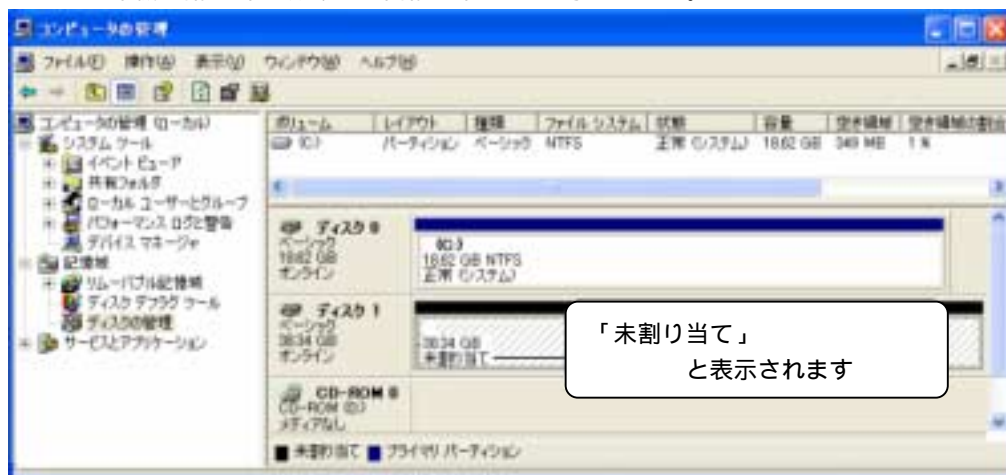 コンピュータの管理
ファイル(F) 操作(A) 表示(V) ウィンドウ(W) ヘルプ(H)
コンピュータの管理 (ローカル)
システム ツール
イベント ビューア
共有フォルダ
ローカル ユーザーとグループ
パフォーマンス ログと警告
デバイス マネージャ
記憶域
リムーバブル記憶域
ディスク デフラグ ツール
ディスクの管理
サービスとアプリケーション
ボリューム レイアウト 種類 ファイル システム 状態 容量 空き領域 空き領域の割合
(C:) パーティション ベーシック NTFS 正常 (システム) 18.62 GB 349 MB 1 %
ディスク 0
ベーシック
18.62 GB
オンライン
(C:)
18.62 GB NTFS
正常 (システム)
ディスク 1
ベーシック
38.34 GB
オンライン
38.34 GB
未割り当て
「未割り当て」
と表示されます
CD-ROM 0
CD-ROM (D:)
メディアなし
未割り当て プライマリ パーティション